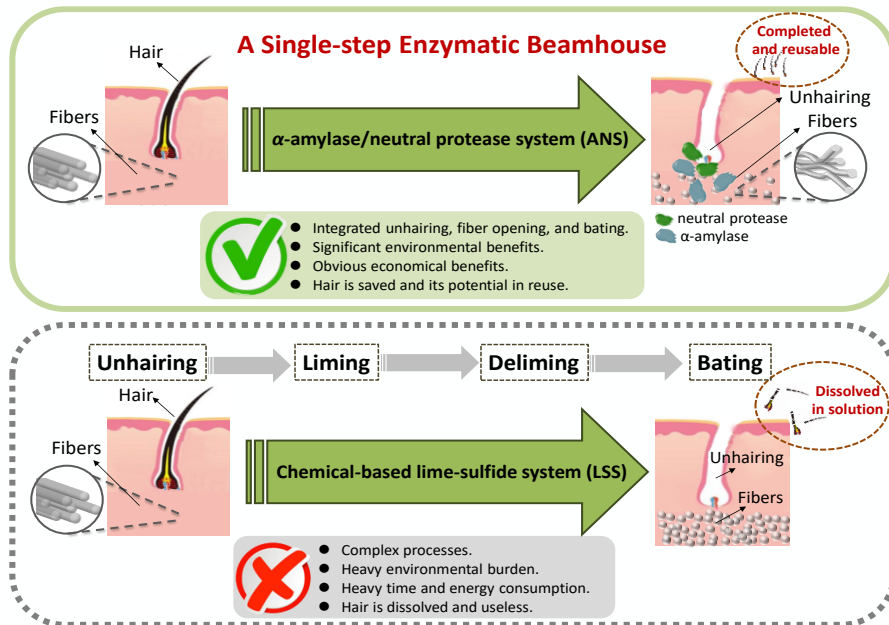 A Single-step Enzymatic Beamhouse
Hair
Fibers
α-amylase/neutral protease system (ANS)
Completed
and reusable
Unhairing
Fibers
neutral protease
α-amylase
● Integrated unhairing, fiber opening, and bating.
● Significant environmental benefits.
● Obvious economical benefits.
● Hair is saved and its potential in reuse.
Unhairing
Liming
Deliming
Bating
Hair
Fibers
Chemical-based lime-sulfide system (LSS)
Dissolved
in solution
Unhairing
Fibers
● Complex processes.
● Heavy environmental burden.
● Heavy time and energy consumption.
● Hair is dissolved and useless.